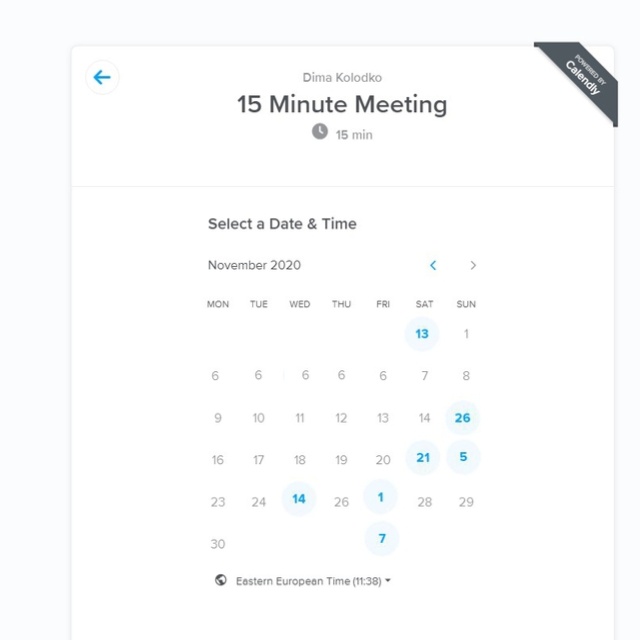 POWERED BY
Calendly
Dima Kolodko
15 Minute Meeting
15 min
Select a Date & Time
November 2020
MON TUE WED THU FRI SAT SUN
13 1
6 6 6 6 6 7 8
9 10 11 12 13 14 26
16 17 18 19 20 21 5
23 24 14 26 1 28 29
30 7
Eastern European Time (11:38)